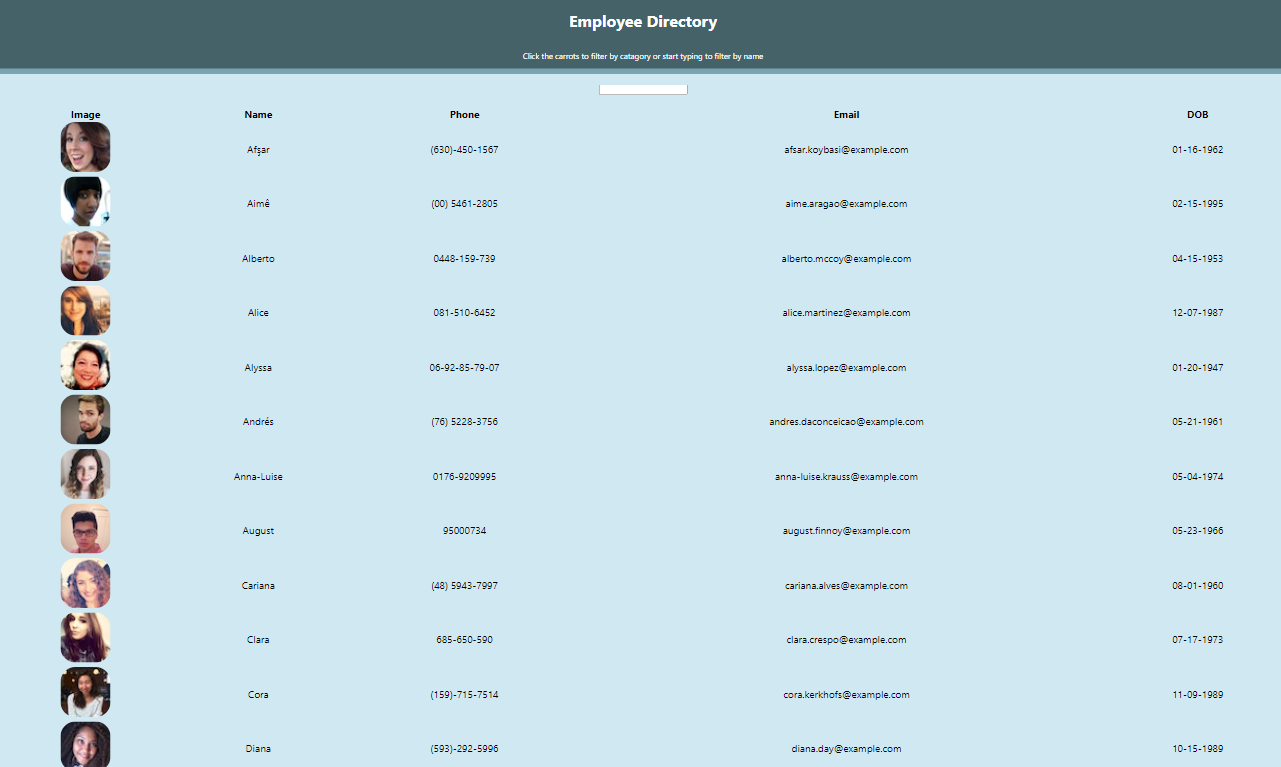 Employee Directory
Click the carrots to filter by catagory or start typing to filter by name
Image Name Phone Email DOB
Afşar (630)-450-1567 afsar.koybasi@example.com 01-16-1962
Aimê (00) 5461-2805 aime.aragao@example.com 02-15-1995
Alberto 0448-159-739 alberto.mccoy@example.com 04-15-1953
Alice 081-510-6452 alice.martinez@example.com 12-07-1987
Alyssa 06-92-85-79-07 alyssa.lopez@example.com 01-20-1947
Andrés (76) 5228-3756 andres.daconceicao@example.com 05-21-1961
Anna-Luise 0176-9209995 anna-luise.krauss@example.com 05-04-1974
August 95000734 august.finnoy@example.com 05-23-1966
Cariana (48) 5943-7997 cariana.alves@example.com 08-01-1960
Clara 685-650-590 clara.crespo@example.com 07-17-1973
Cora (159)-715-7514 cora.kerkhofs@example.com 11-09-1989
Diana (593)-292-5996 diana.day@example.com 10-15-1989